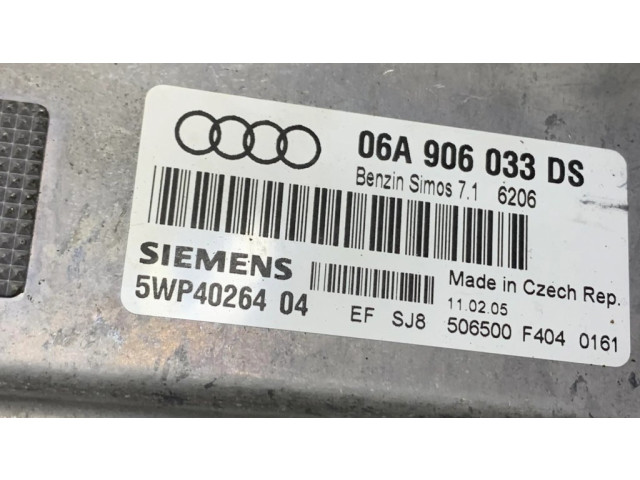 06A 906 033 DS
Benzin Simos 7.1 6206
SIEMENS
5WP40264 04
Made in Czech Rep.
11.02.05
EF SJ8 506500 F404 0161